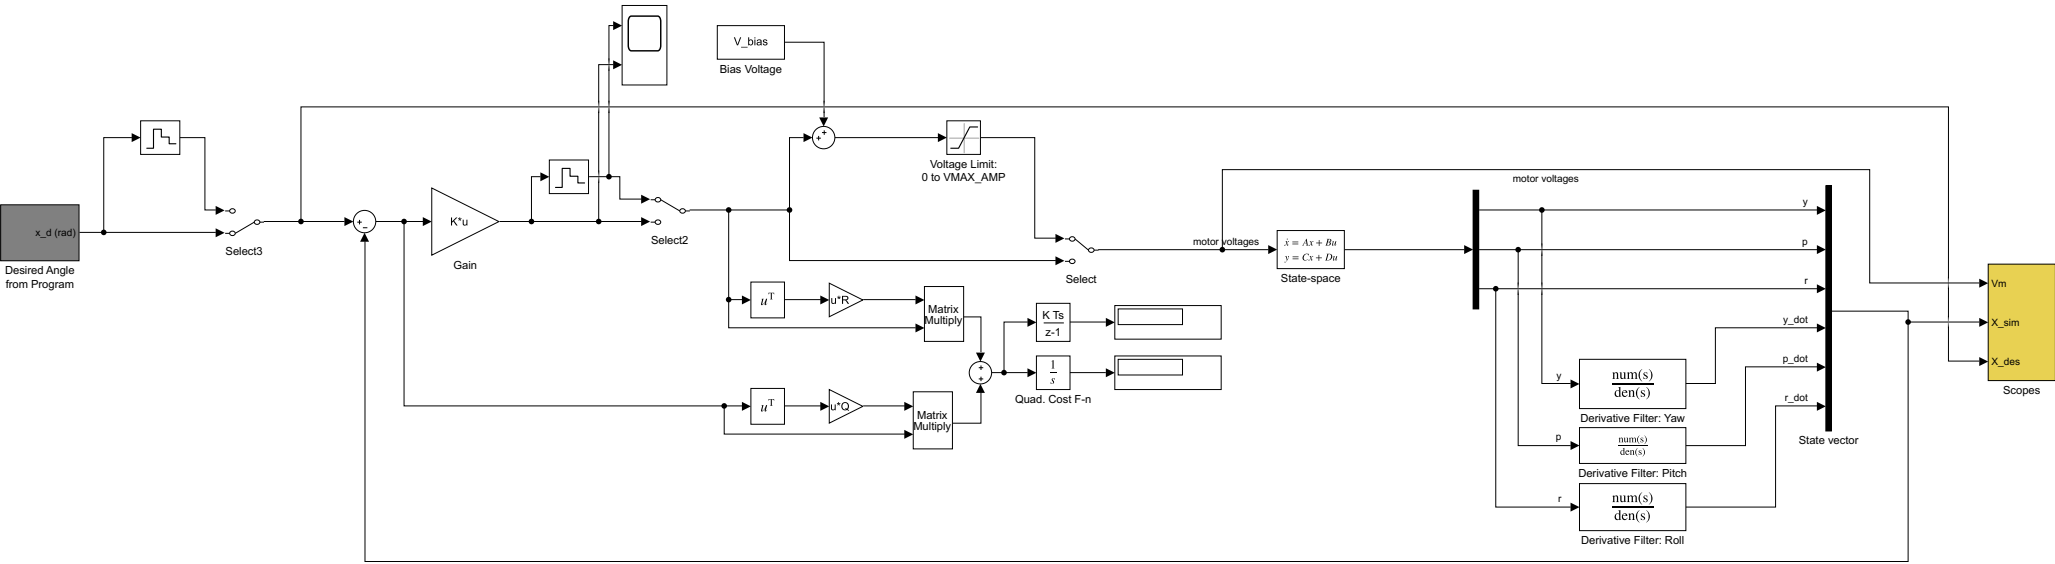 V_bias
Bias Voltage
Voltage Limit:
0 to VMAX_AMP
x_d (rad)
Desired Angle
from Program
Select3
+
−
K*u
Gain
Select2
+
+
motor voltages
motor voltages
Select
ẋ = Ax + Bu
y = Cx + Du
State-space
uᵀ
u*R
Matrix
Multiply
uᵀ
u*Q
Matrix
Multiply
+
+
K Ts
z-1
1
s
Quad. Cost F-n
y
p
r
y_dot
p_dot
r_dot
State vector
y
num(s)
den(s)
Derivative Filter: Yaw
p
num(s)
den(s)
Derivative Filter: Pitch
r
num(s)
den(s)
Derivative Filter: Roll
Vm
X_sim
X_des
Scopes